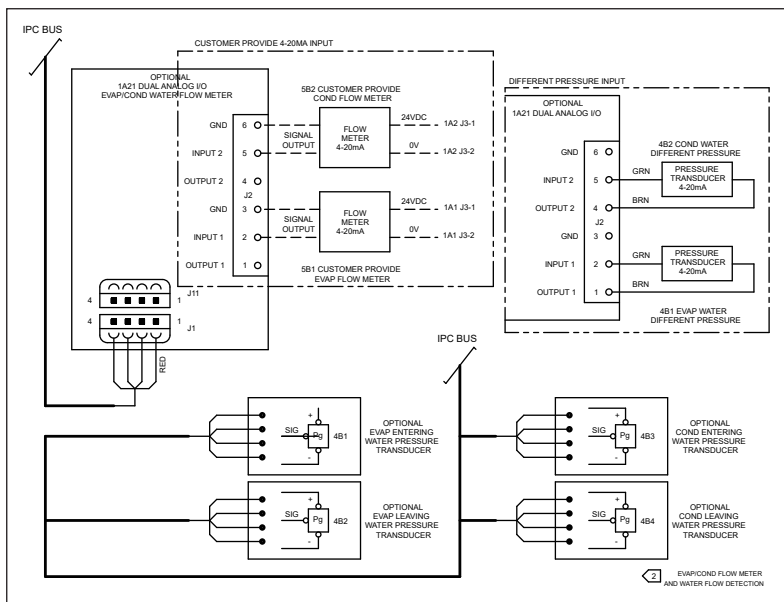 IPC BUS
CUSTOMER PROVIDE 4-20MA INPUT
OPTIONAL
1A21 DUAL ANALOG I/O
EVAP/COND WATER FLOW METER
5B2 CUSTOMER PROVIDE
COND FLOW METER
GND 6
INPUT 2 5
OUTPUT 2 4
J2
GND 3
INPUT 1 2
OUTPUT 1 1
SIGNAL
OUTPUT
FLOW
METER
4-20mA
24VDC 1A2 J3-1
0V 1A2 J3-2
SIGNAL
OUTPUT
FLOW
METER
4-20mA
24VDC 1A1 J3-1
0V 1A1 J3-2
5B1 CUSTOMER PROVIDE
EVAP FLOW METER
4 1 J11
4 1 J1
RED
DIFFERENT PRESSURE INPUT
OPTIONAL
1A21 DUAL ANALOG I/O
4B2 COND WATER
DIFFERENT PRESSURE
GND 6
INPUT 2 5
OUTPUT 2 4
J2
GND 3
INPUT 1 2
OUTPUT 1 1
GRN
BRN
PRESSURE
TRANSDUCER
4-20mA
GRN
BRN
PRESSURE
TRANSDUCER
4-20mA
4B1 EVAP WATER
DIFFERENT PRESSURE
IPC BUS
SIG + Pg - 4B1
OPTIONAL
EVAP ENTERING
WATER PRESSURE
TRANSDUCER
SIG + Pg - 4B3
OPTIONAL
COND ENTERING
WATER PRESSURE
TRANSDUCER
SIG + Pg - 4B2
OPTIONAL
EVAP LEAVING
WATER PRESSURE
TRANSDUCER
SIG + Pg - 4B4
OPTIONAL
COND LEAVING
WATER PRESSURE
TRANSDUCER
2 EVAP/COND FLOW METER
AND WATER FLOW DETECTION